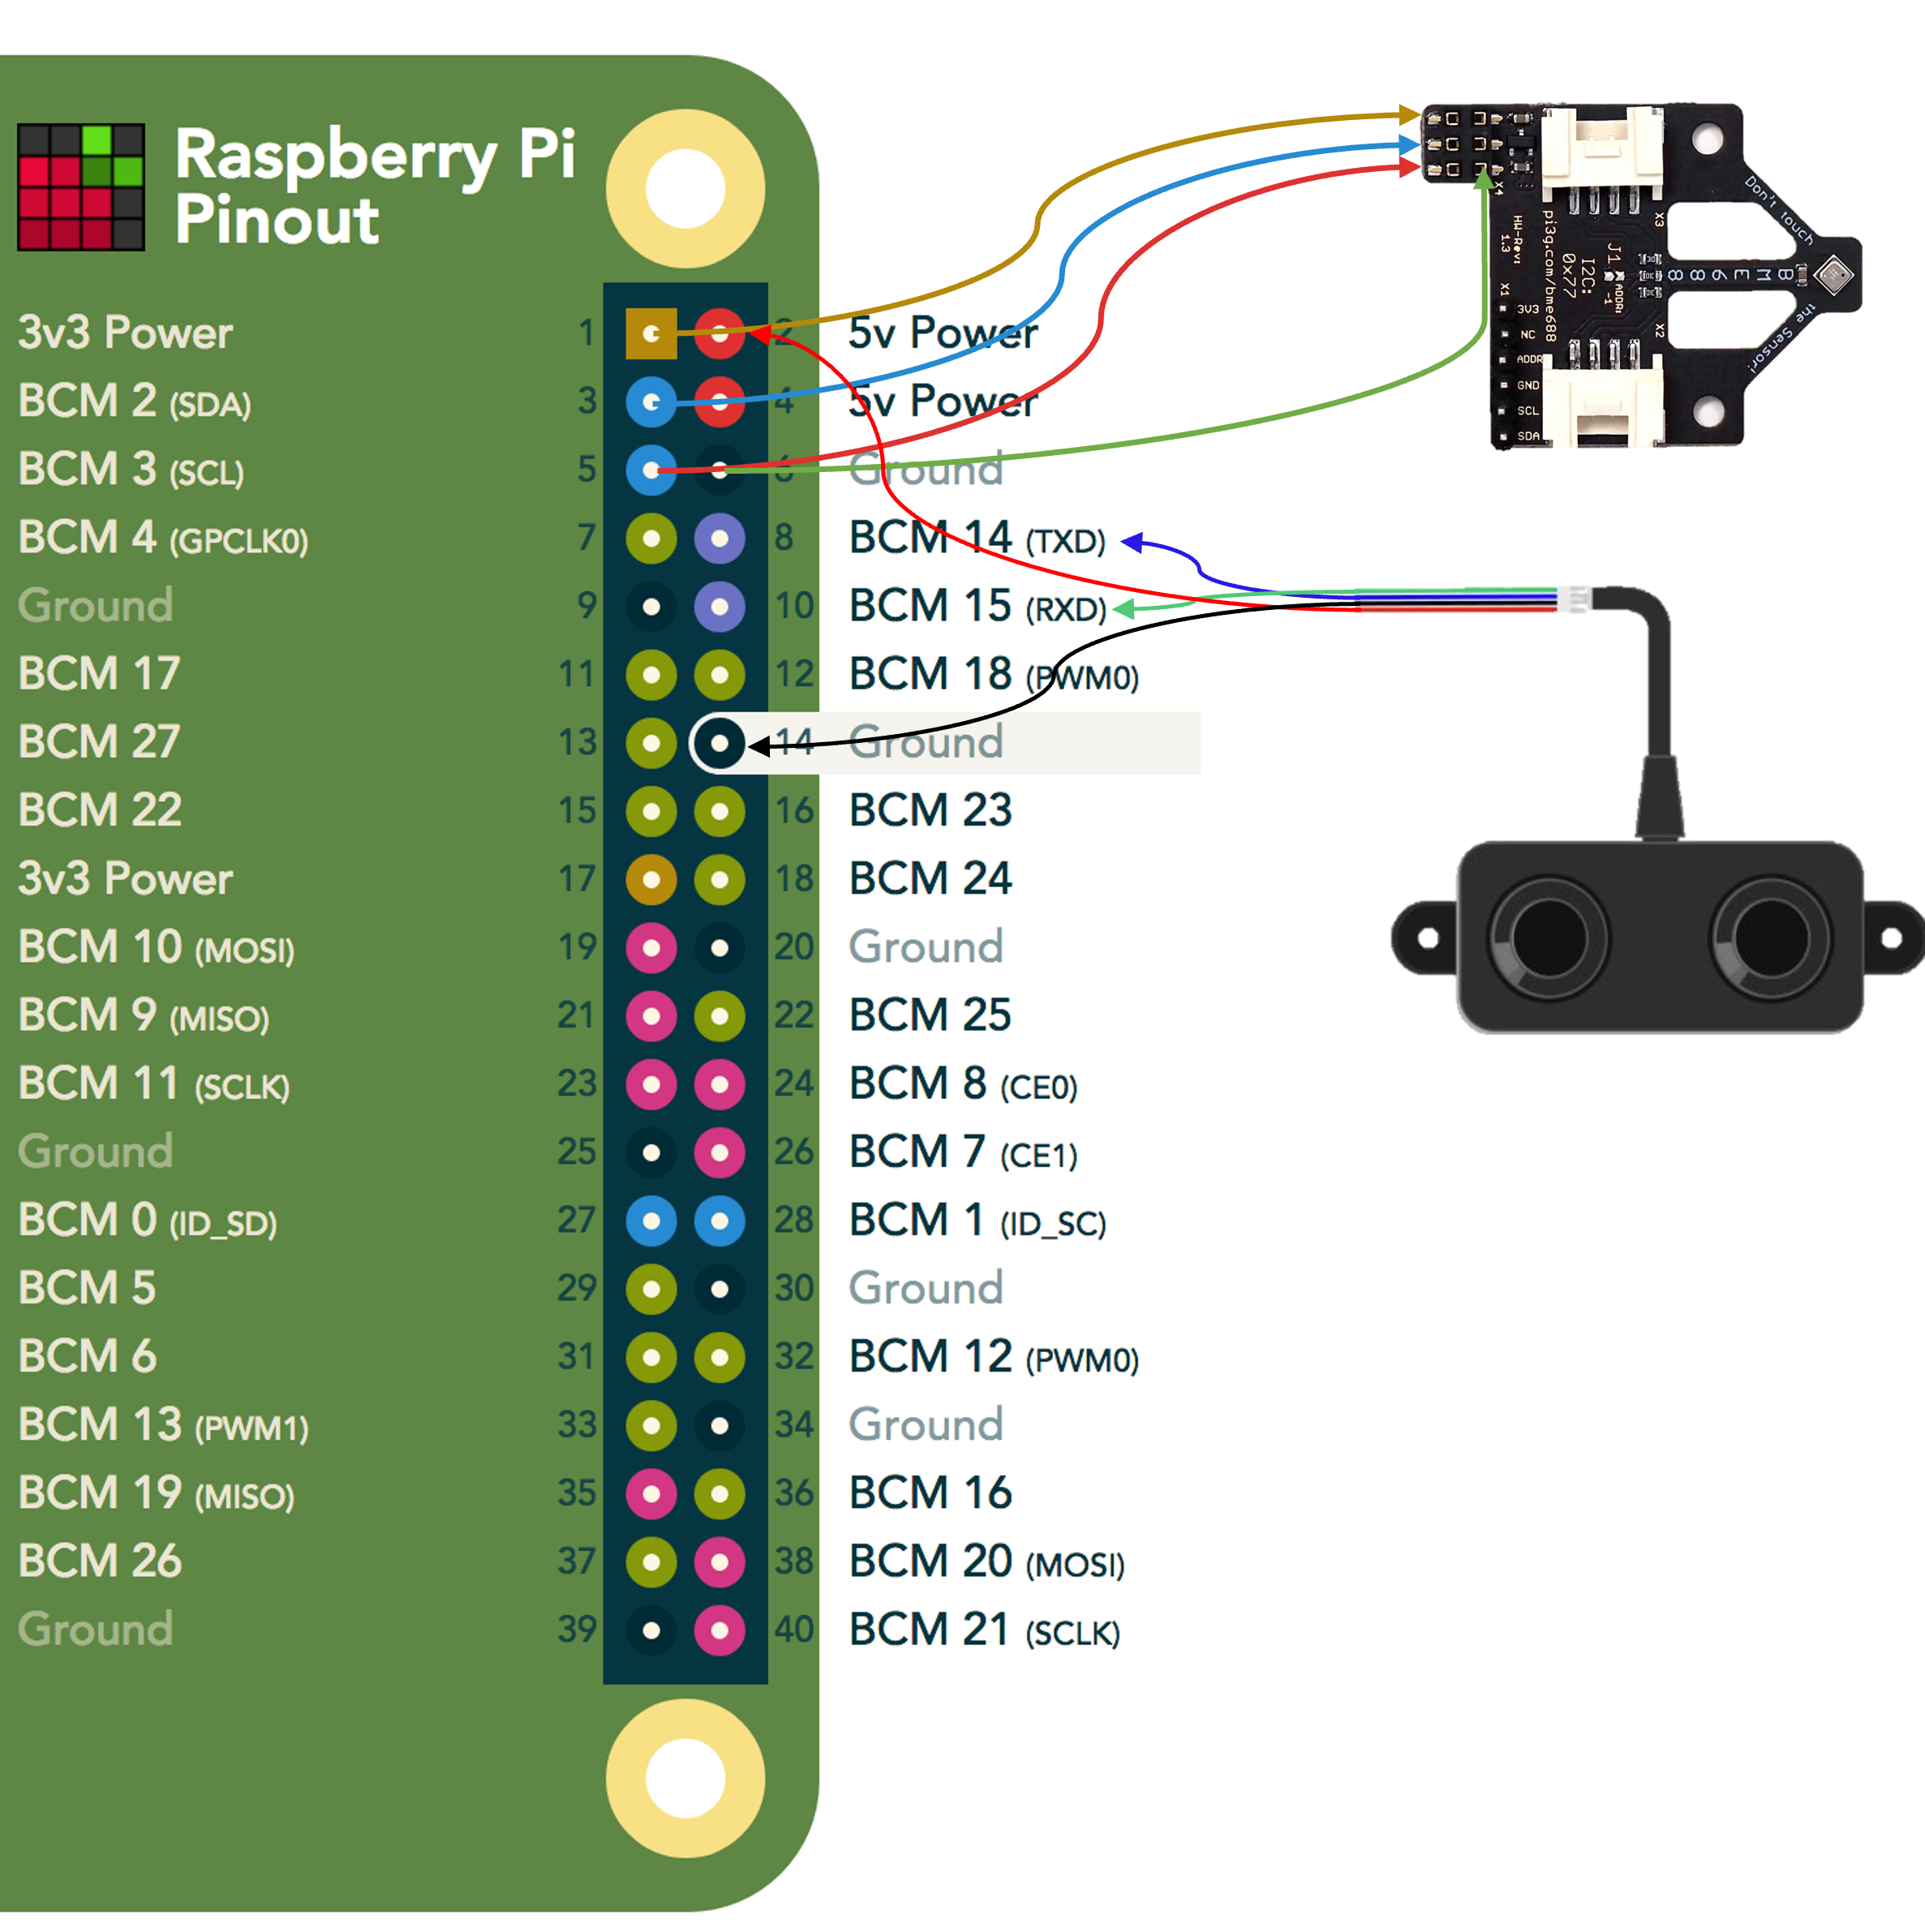 Raspberry Pi
Pinout
3v3 Power 1 2 5v Power
BCM 2 (SDA) 3 4 5v Power
BCM 3 (SCL) 5 6 Ground
BCM 4 (GPCLK0) 7 8 BCM 14 (TXD)
Ground 9 10 BCM 15 (RXD)
BCM 17 11 12 BCM 18 (PWM0)
BCM 27 13 14 Ground
BCM 22 15 16 BCM 23
3v3 Power 17 18 BCM 24
BCM 10 (MOSI) 19 20 Ground
BCM 9 (MISO) 21 22 BCM 25
BCM 11 (SCLK) 23 24 BCM 8 (CE0)
Ground 25 26 BCM 7 (CE1)
BCM 0 (ID_SD) 27 28 BCM 1 (ID_SC)
BCM 5 29 30 Ground
BCM 6 31 32 BCM 12 (PWM0)
BCM 13 (PWM1) 33 34 Ground
BCM 19 (MISO) 35 36 BCM 16
BCM 26 37 38 BCM 20 (MOSI)
Ground 39 40 BCM 21 (SCLK)
X4
HW-Rev:
1.3
pi3g.com/bme688
I2C:
0x77
J1
ADDR:
-1
X3
X2
X1
3V3
NC
ADDR
GND
SCL
SDA
BME688
Don't touch
the Sensor!